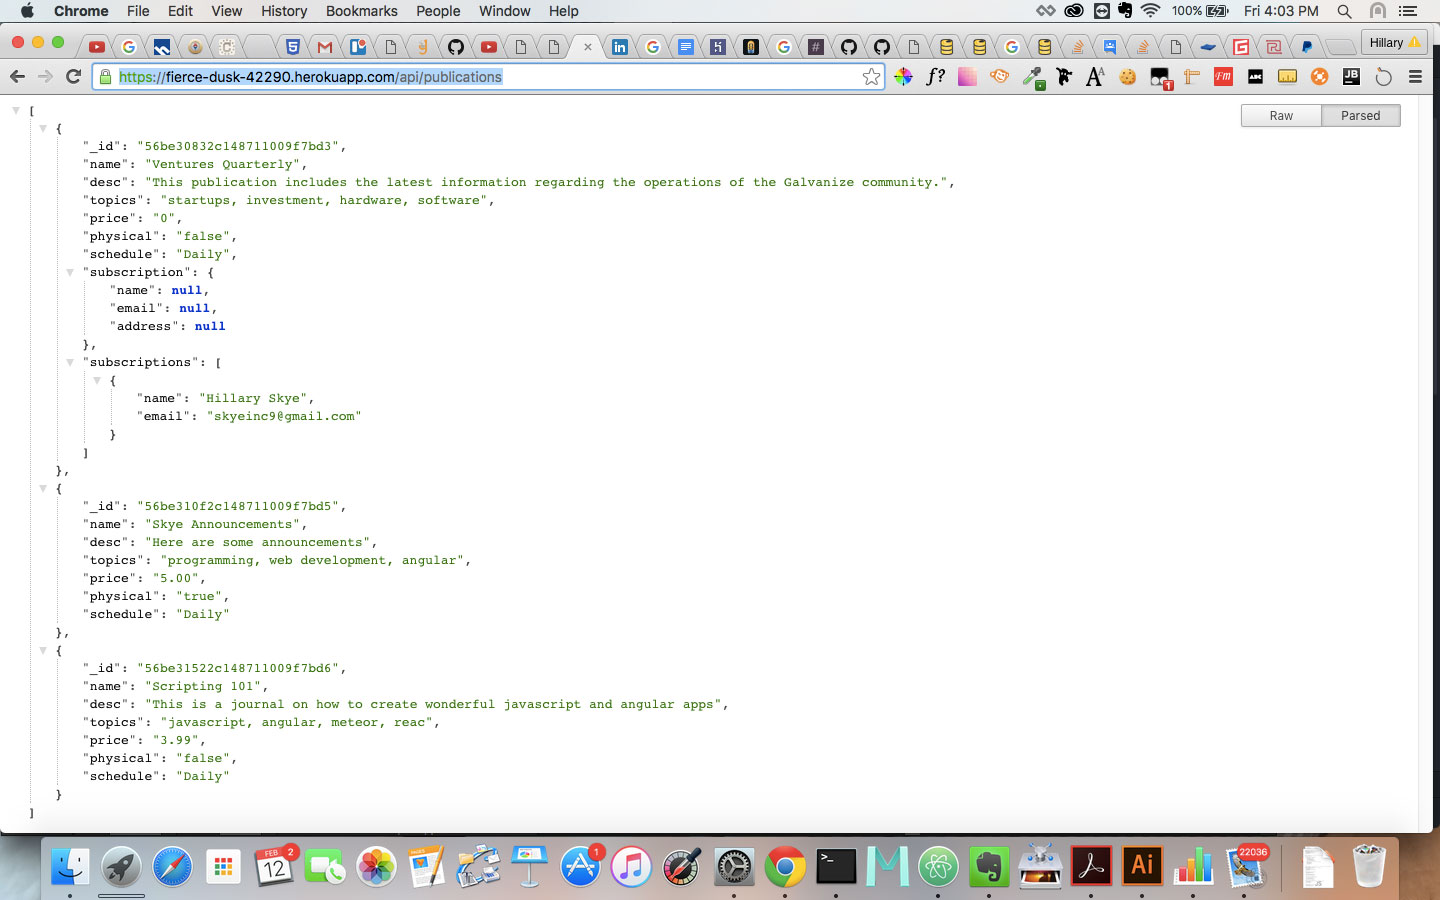 Chrome File Edit View History Bookmarks People Window Help 100% Fri 4:03 PM
Hillary
https://fierce-dusk-42290.herokuapp.com/api/publications f? A FM ABC JB 1
Raw Parsed
[
{
"_id": "56be30832c148711009f7bd3",
"name": "Ventures Quarterly",
"desc": "This publication includes the latest information regarding the operations of the Galvanize community.",
"topics": "startups, investment, hardware, software",
"price": "0",
"physical": "false",
"schedule": "Daily",
"subscription": {
"name": null,
"email": null,
"address": null
},
"subscriptions": [
{
"name": "Hillary Skye",
"email": "skyeinc9@gmail.com"
}
]
},
{
"_id": "56be310f2c148711009f7bd5",
"name": "Skye Announcements",
"desc": "Here are some announcements",
"topics": "programming, web development, angular",
"price": "5.00",
"physical": "true",
"schedule": "Daily"
},
{
"_id": "56be31522c148711009f7bd6",
"name": "Scripting 101",
"desc": "This is a journal on how to create wonderful javascript and angular apps",
"topics": "javascript, angular, meteor, reac",
"price": "3.99",
"physical": "false",
"schedule": "Daily"
}
]
FEB 12 2 1 >_ M Ai 22036